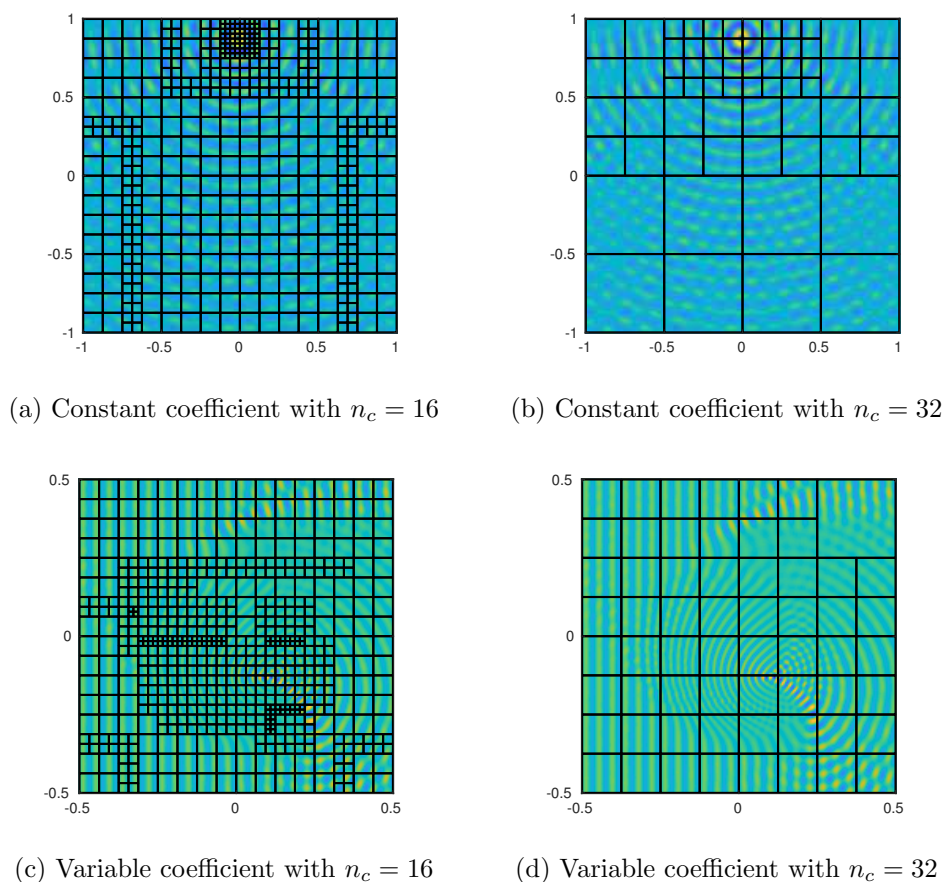 1
0.5
0
-0.5
-1
-1 -0.5 0 0.5 1
1
0.5
0
-0.5
-1
-1 -0.5 0 0.5 1
(a) Constant coefficient with n_c = 16
(b) Constant coefficient with n_c = 32
0.5
0
-0.5
-0.5 0 0.5
0.5
0
-0.5
-0.5 0 0.5
(c) Variable coefficient with n_c = 16
(d) Variable coefficient with n_c = 32